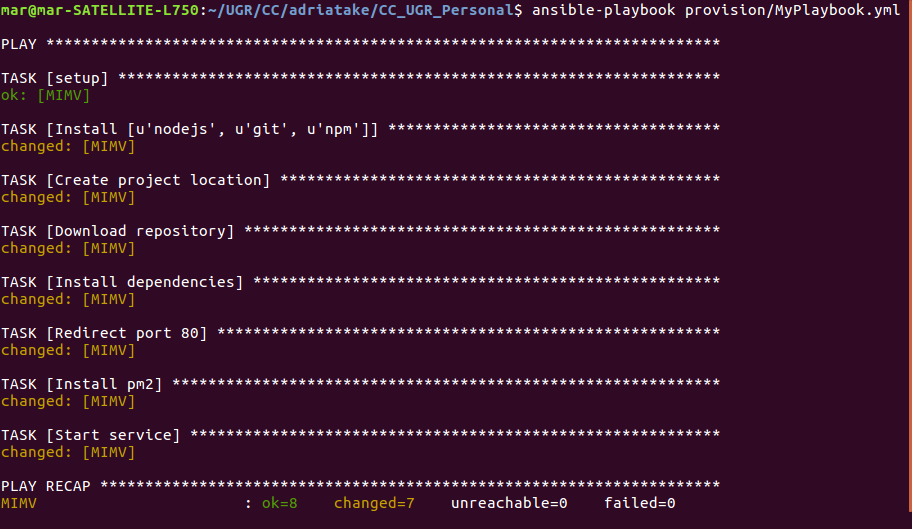 mar@mar-SATELLITE-L750:~/UGR/CC/adriatake/CC_UGR_Personal$ ansible-playbook provision/MyPlaybook.yml
PLAY ***************************************************************************
TASK [setup] *******************************************************************
ok: [MIMV]
TASK [Install [u'nodejs', u'git', u'npm']] *************************************
changed: [MIMV]
TASK [Create project location] *************************************************
changed: [MIMV]
TASK [Download repository] *****************************************************
changed: [MIMV]
TASK [Install dependencies] ****************************************************
changed: [MIMV]
TASK [Redirect port 80] ********************************************************
changed: [MIMV]
TASK [Install pm2] *************************************************************
changed: [MIMV]
TASK [Start service] ***********************************************************
changed: [MIMV]
PLAY RECAP *********************************************************************
MIMV                       : ok=8    changed=7    unreachable=0    failed=0